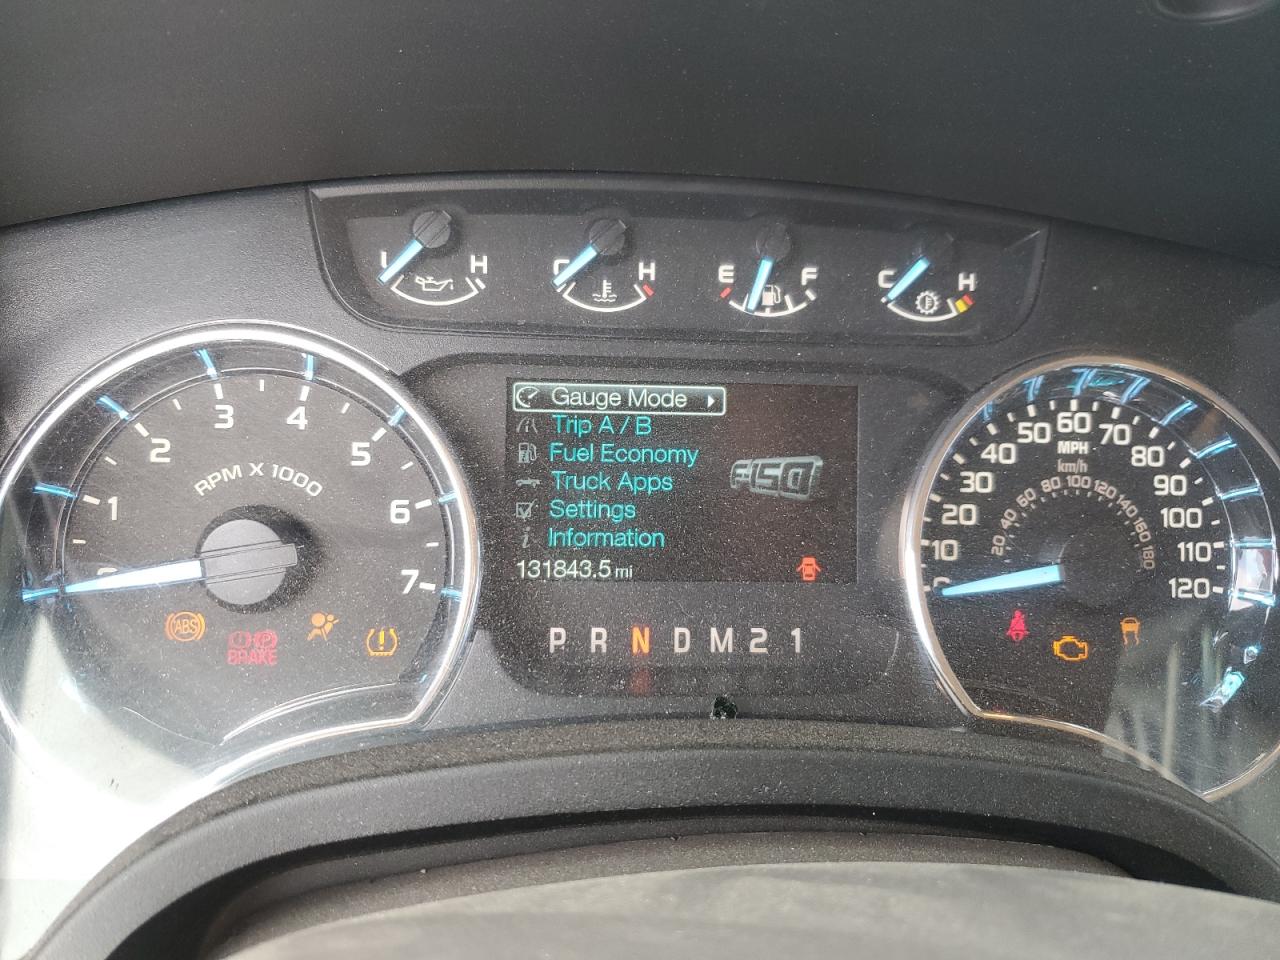 L H
C H
E F
C H
Gauge Mode
Trip A / B
Fuel Economy
Truck Apps
Settings
Information
F-150
131843.5 mi
P R N D M 2 1
1 2 3 4 5 6 7
RPM X 1000
ABS
BRAKE
P
0 10 20 30 40 50 60 70 80 90 100 110 120
MPH
km/h
20 40 60 80 100 120 140 160 180